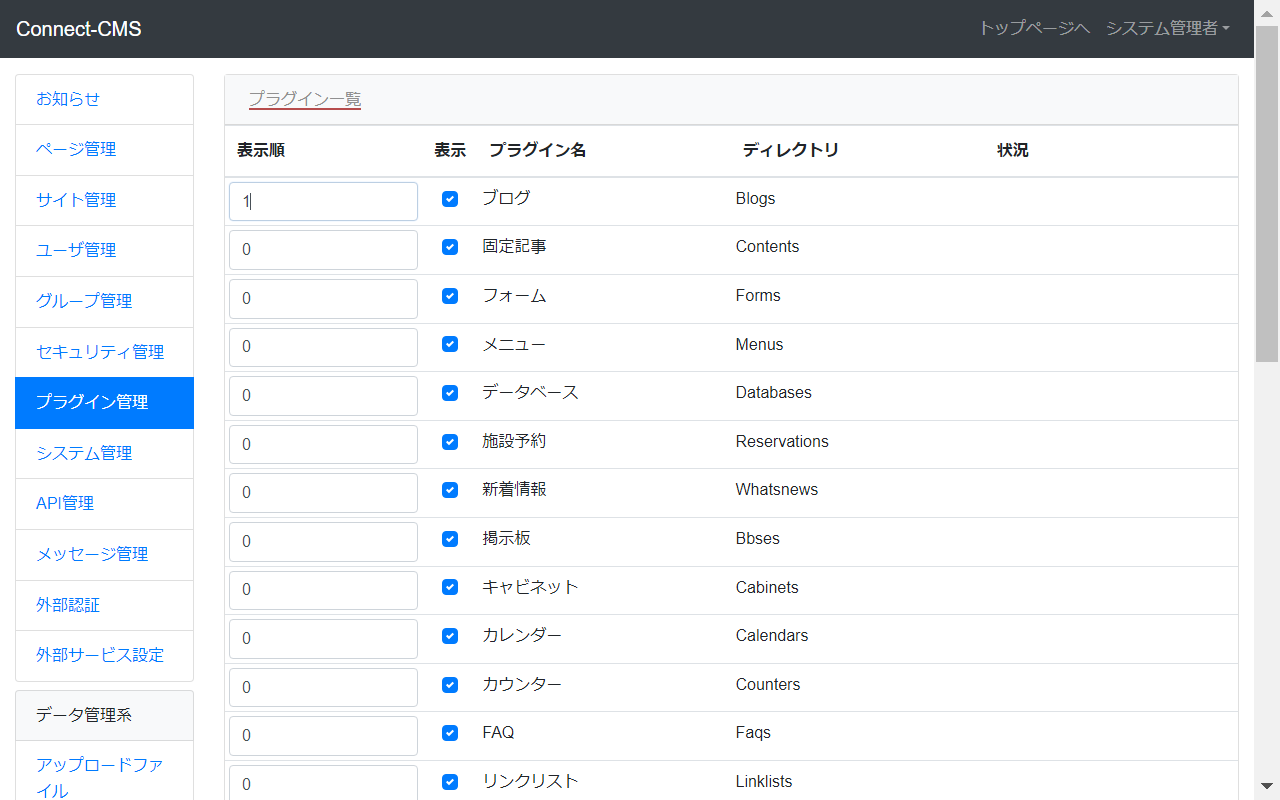 Connect-CMS
トップページへ システム管理者
お知らせ
ページ管理
サイト管理
ユーザ管理
グループ管理
セキュリティ管理
プラグイン管理
システム管理
API管理
メッセージ管理
外部認証
外部サービス設定
データ管理系
アップロードファ
イル
プラグイン一覧
表示順 表示 プラグイン名 ディレクトリ 状況
1 ブログ Blogs
0 固定記事 Contents
0 フォーム Forms
0 メニュー Menus
0 データベース Databases
0 施設予約 Reservations
0 新着情報 Whatsnews
0 掲示板 Bbses
0 キャビネット Cabinets
0 カレンダー Calendars
0 カウンター Counters
0 FAQ Faqs
0 リンクリスト Linklists